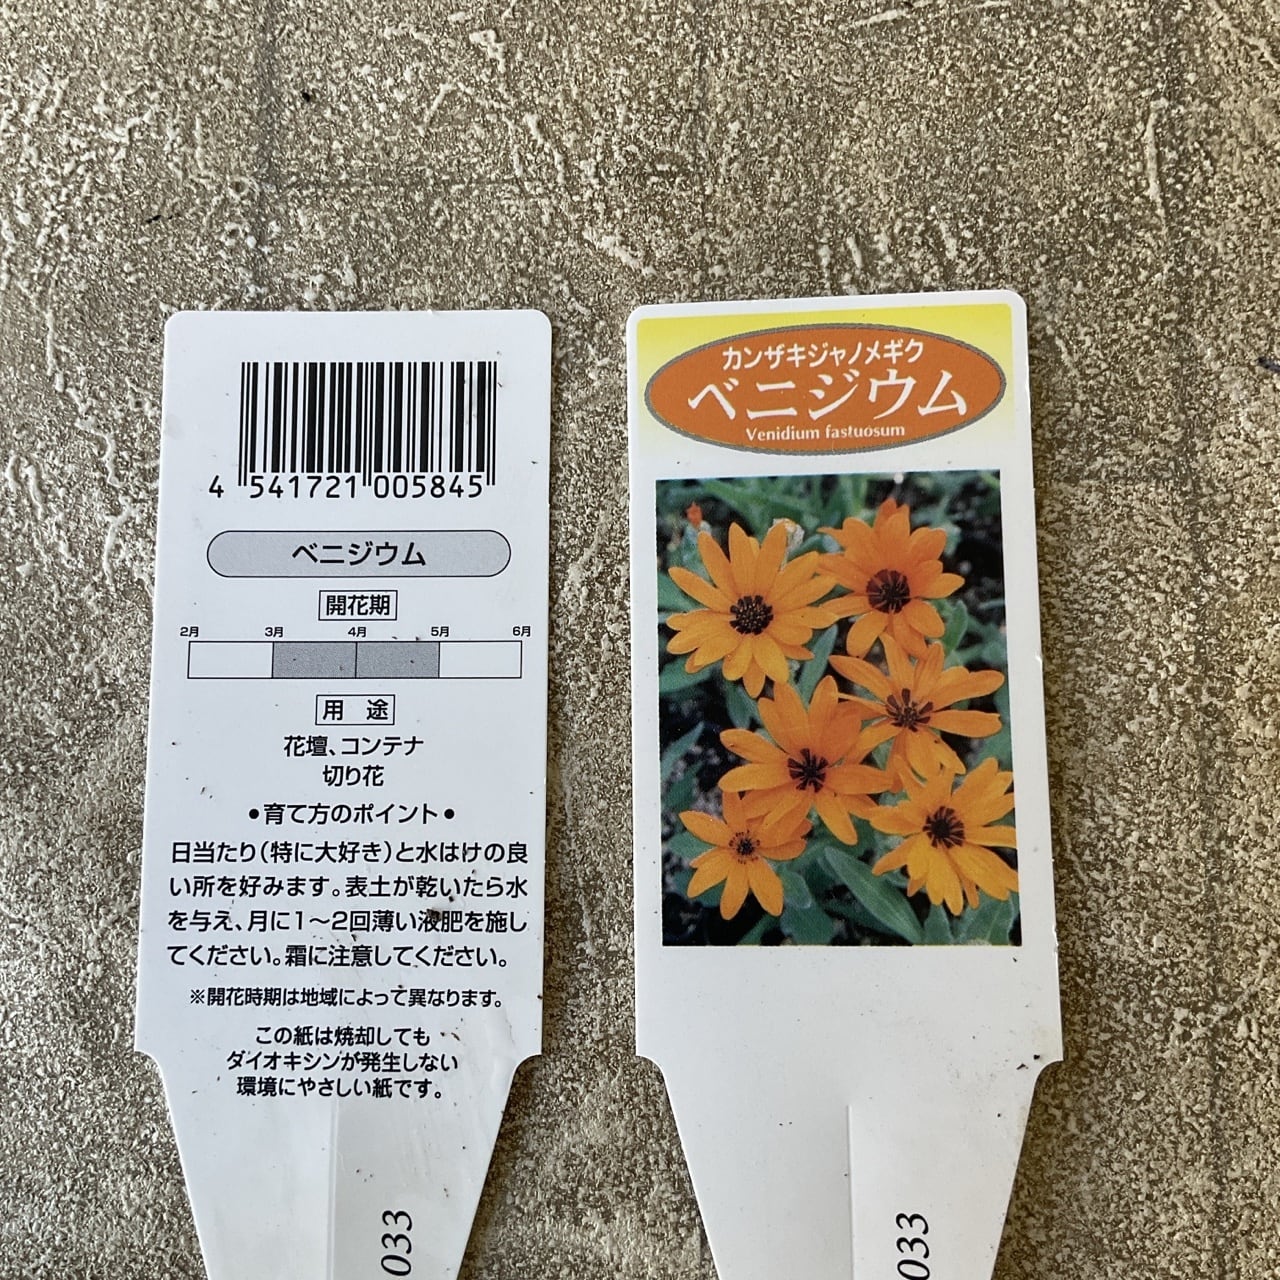 4 541721 005845
ベニジウム
開花期
2月 3月 4月 5月 6月
用 途
花壇、コンテナ
切り花
•育て方のポイント•
日当たり(特に大好き)と水はけの良
い所を好みます。表土が乾いたら水
を与え、月に1〜2回薄い液肥を施し
てください。霜に注意してください。
※開花時期は地域によって異なります。
この紙は焼却しても
ダイオキシンが発生しない
環境にやさしい紙です。
033
カンザキジャノメギク
ベニジウム
Venidium fastuosum
033